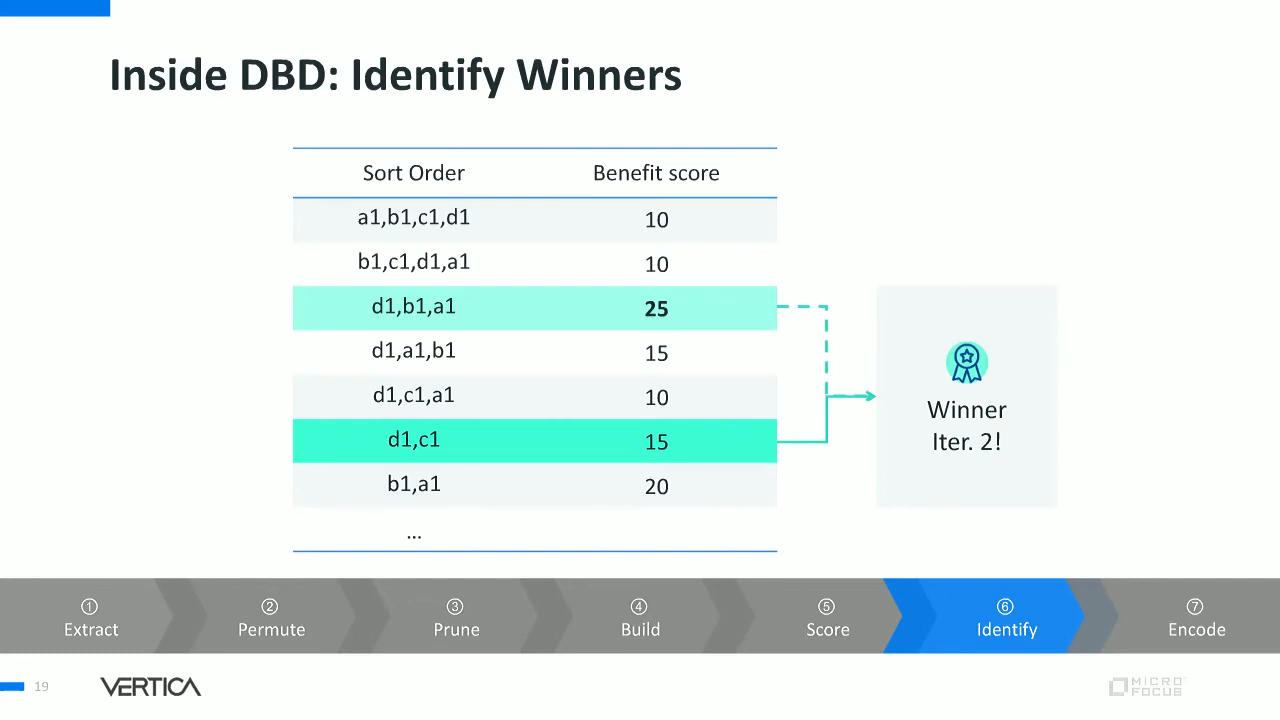 Inside DBD: Identify Winners
Sort Order Benefit score
a1,b1,c1,d1 10
b1,c1,d1,a1 10
d1,b1,a1 25
d1,a1,b1 15
d1,c1,a1 10
d1,c1 15
b1,a1 20
...
Winner
Iter. 2!
① ② ③ ④ ⑤ ⑥ ⑦
Extract Permute Prune Build Score Identify Encode
19 VERTICA MICRO
FOCUS